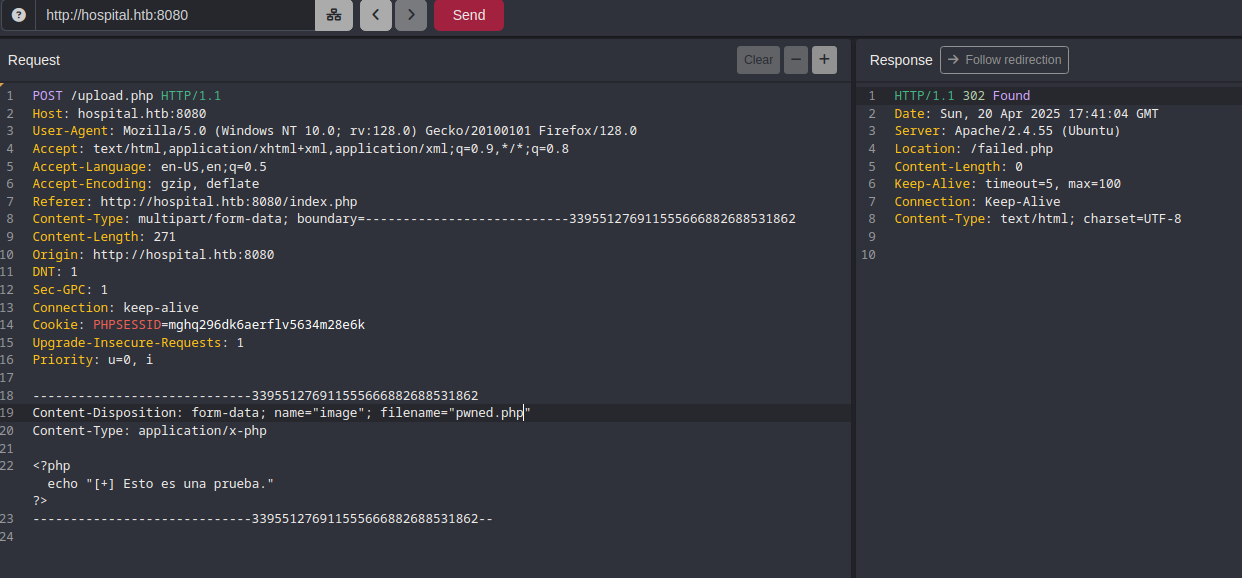 ? http://hospital.htb:8080 < > Send
Request Clear − +
1 POST /upload.php HTTP/1.1
2 Host: hospital.htb:8080
3 User-Agent: Mozilla/5.0 (Windows NT 10.0; rv:128.0) Gecko/20100101 Firefox/128.0
4 Accept: text/html,application/xhtml+xml,application/xml;q=0.9,*/*;q=0.8
5 Accept-Language: en-US,en;q=0.5
6 Accept-Encoding: gzip, deflate
7 Referer: http://hospital.htb:8080/index.php
8 Content-Type: multipart/form-data; boundary=---------------------------339551276911555666882688531862
9 Content-Length: 271
10 Origin: http://hospital.htb:8080
11 DNT: 1
12 Sec-GPC: 1
13 Connection: keep-alive
14 Cookie: PHPSESSID=mghq296dk6aerflv5634m28e6k
15 Upgrade-Insecure-Requests: 1
16 Priority: u=0, i
17
18 -----------------------------339551276911555666882688531862
19 Content-Disposition: form-data; name="image"; filename="pwned.php"
20 Content-Type: application/x-php
21
22 <?php
echo "[+] Esto es una prueba."
?>
23 -----------------------------339551276911555666882688531862--
24
Response → Follow redirection
1 HTTP/1.1 302 Found
2 Date: Sun, 20 Apr 2025 17:41:04 GMT
3 Server: Apache/2.4.55 (Ubuntu)
4 Location: /failed.php
5 Content-Length: 0
6 Keep-Alive: timeout=5, max=100
7 Connection: Keep-Alive
8 Content-Type: text/html; charset=UTF-8
9
10